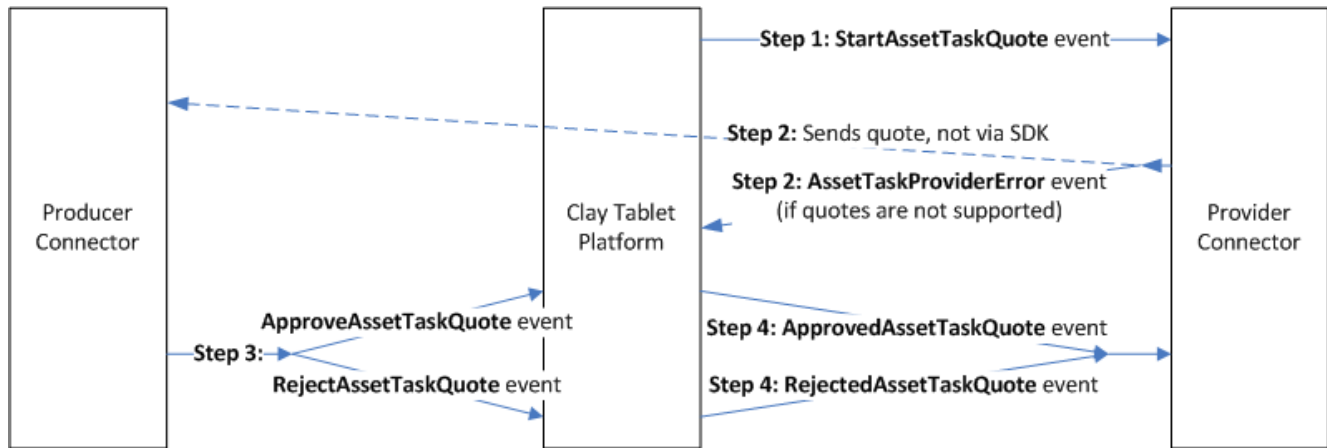 Step 1: StartAssetTaskQuote event
Step 2: Sends quote, not via SDK
Step 2: AssetTaskProviderError event
(if quotes are not supported)
Producer
Connector
Clay Tablet
Platform
Provider
Connector
ApproveAssetTaskQuote event
Step 3:
RejectAssetTaskQuote event
Step 4: ApprovedAssetTaskQuote event
Step 4: RejectedAssetTaskQuote event